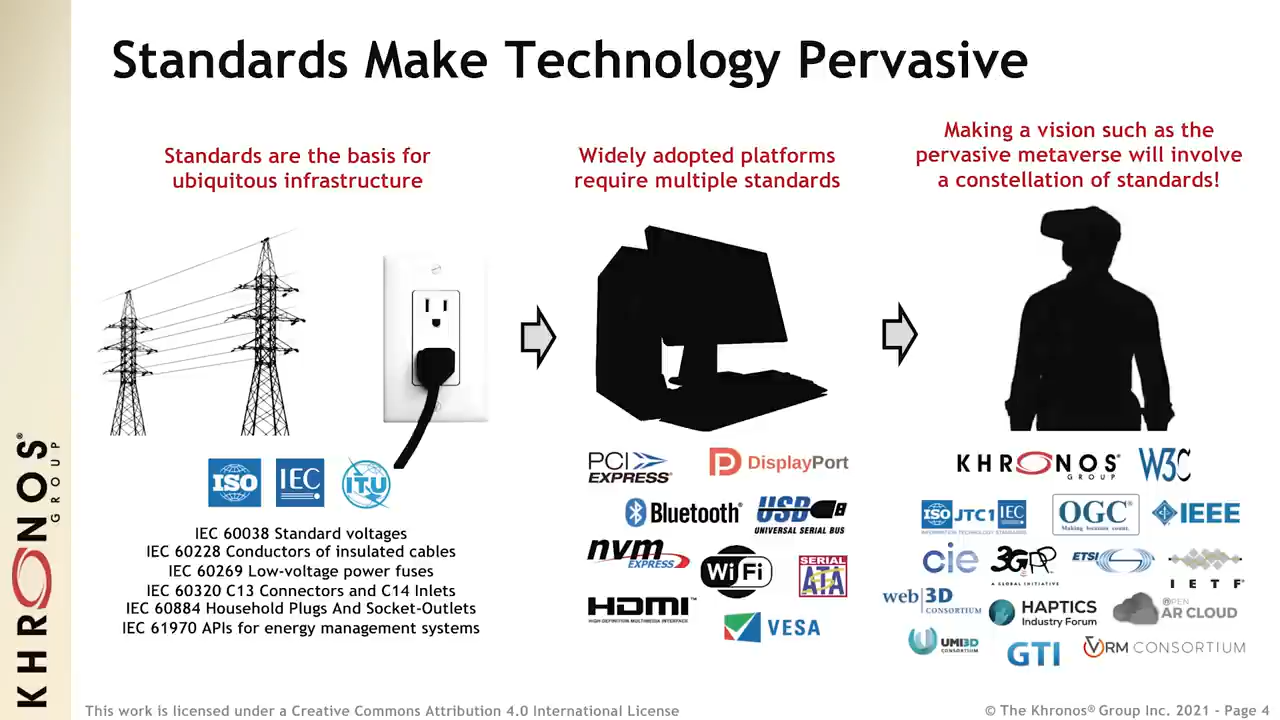 Standards Make Technology Pervasive
Standards are the basis for
ubiquitous infrastructure
Widely adopted platforms
require multiple standards
Making a vision such as the
pervasive metaverse will involve
a constellation of standards!
ISO
IEC
ITU
IEC 60038 Standard voltages
IEC 60228 Conductors of insulated cables
IEC 60269 Low-voltage power fuses
IEC 60320 C13 Connectors and C14 Inlets
IEC 60884 Household Plugs And Socket-Outlets
IEC 61970 APIs for energy management systems
PCI
EXPRESS®
DisplayPort
Bluetooth®
USB
UNIVERSAL SERIAL BUS
nvm
EXPRESS®
Wi Fi
SERIAL
ATA
HDMI™
HIGH-DEFINITION MULTIMEDIA INTERFACE
VESA
KHRONOS®
GROUP
W3C
ISO JTC1 IEC
INFORMATION TECHNOLOGY STANDARDS
OGC®
Making location count.
IEEE
cie
3GPP
A GLOBAL INITIATIVE
ETSI
IETF®
web3D
CONSORTIUM
HAPTICS
Industry Forum
OPEN
AR CLOUD
UMI3D
CONSORTIUM
GTI
VRM CONSORTIUM
KHRONOS®
GROUP
This work is licensed under a Creative Commons Attribution 4.0 International License
© The Khronos® Group Inc. 2021 - Page 4